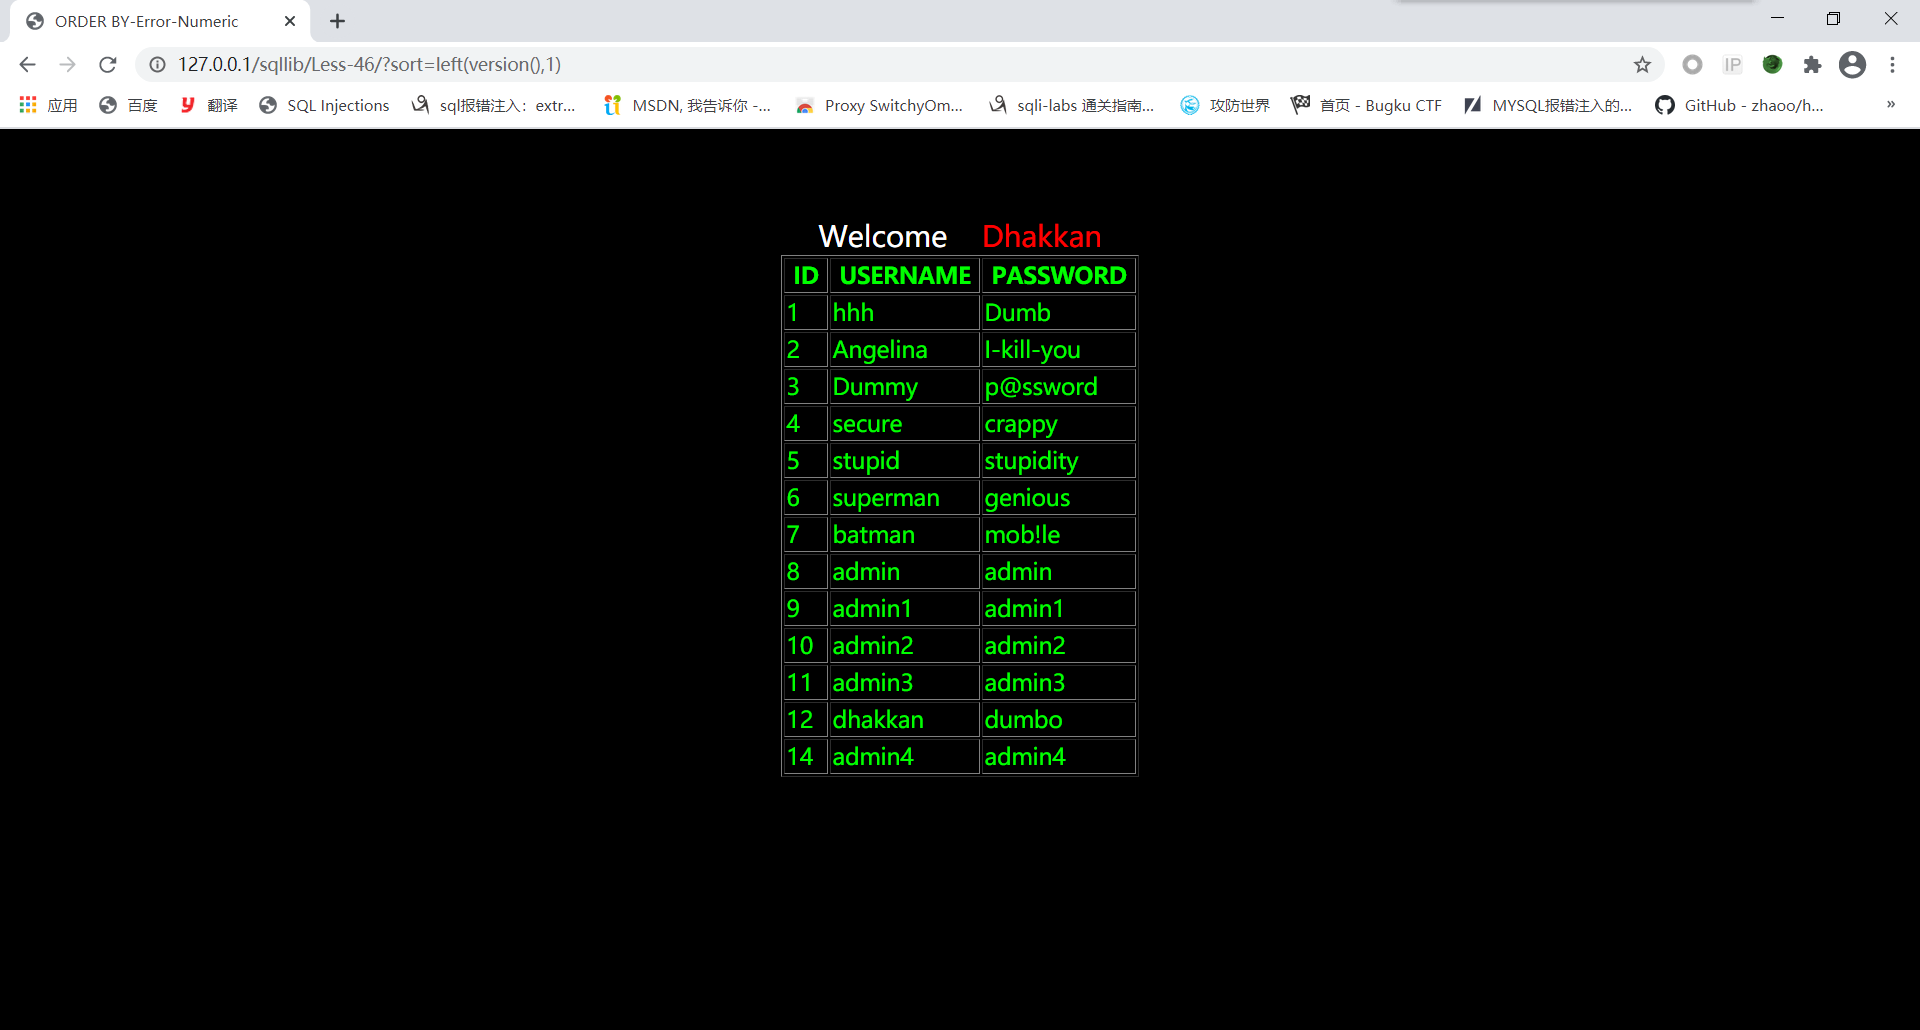 ORDER BY-Error-Numeric
127.0.0.1/sqllib/Less-46/?sort=left(version(),1)
IP
应用 百度 翻译 SQL Injections sql报错注入：extr... MSDN, 我告诉你 -... Proxy SwitchyOm... sqli-labs 通关指南... 攻防世界 首页 - Bugku CTF MYSQL报错注入的... GitHub - zhaoo/h... »
Welcome Dhakkan
ID USERNAME PASSWORD
1 hhh Dumb
2 Angelina I-kill-you
3 Dummy p@ssword
4 secure crappy
5 stupid stupidity
6 superman genious
7 batman mob!le
8 admin admin
9 admin1 admin1
10 admin2 admin2
11 admin3 admin3
12 dhakkan dumbo
14 admin4 admin4